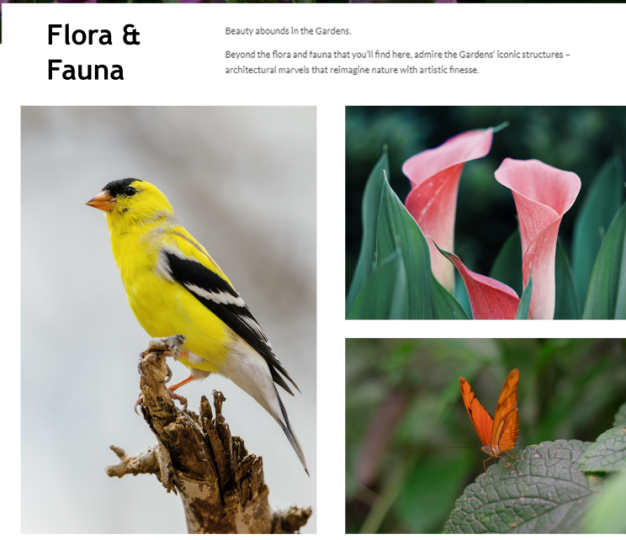 Flora &
Fauna
Beauty abounds in the Gardens.
Beyond the flora and fauna that you'll find here, admire the Gardens' iconic structures –
architectural marvels that reimagine nature with artistic finesse.